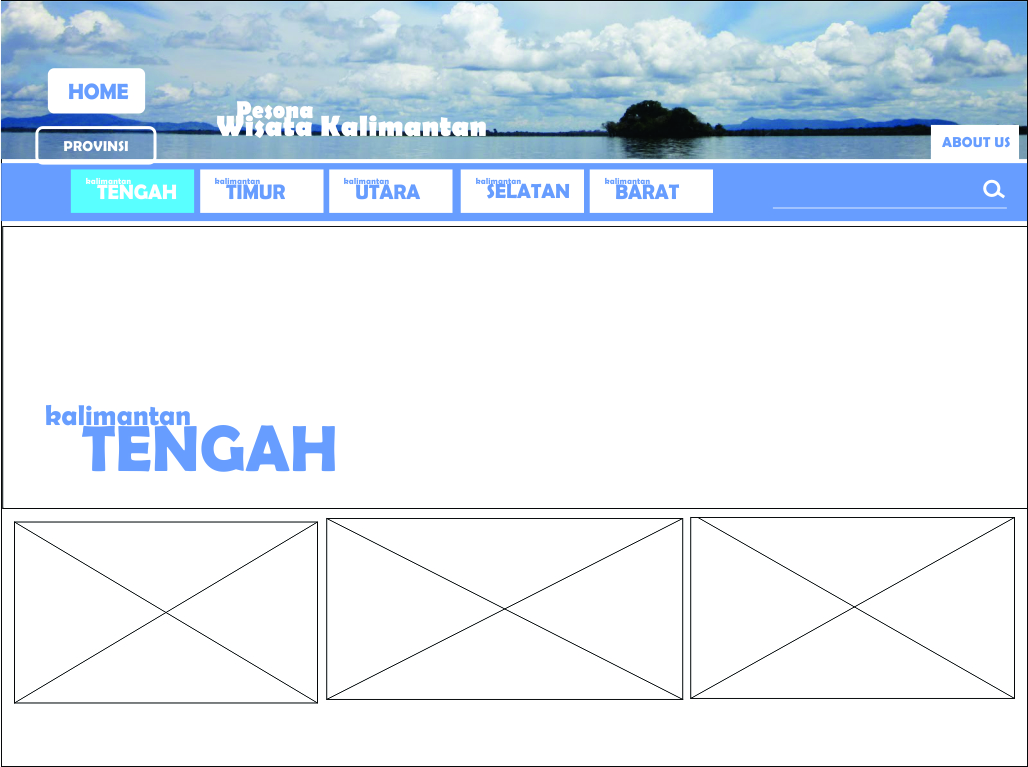 HOME
Pesona
Wisata Kalimantan
PROVINSI
ABOUT US
kalimantan
TENGAH
kalimantan
TIMUR
kalimantan
UTARA
kalimantan
SELATAN
kalimantan
BARAT
kalimantan
TENGAH